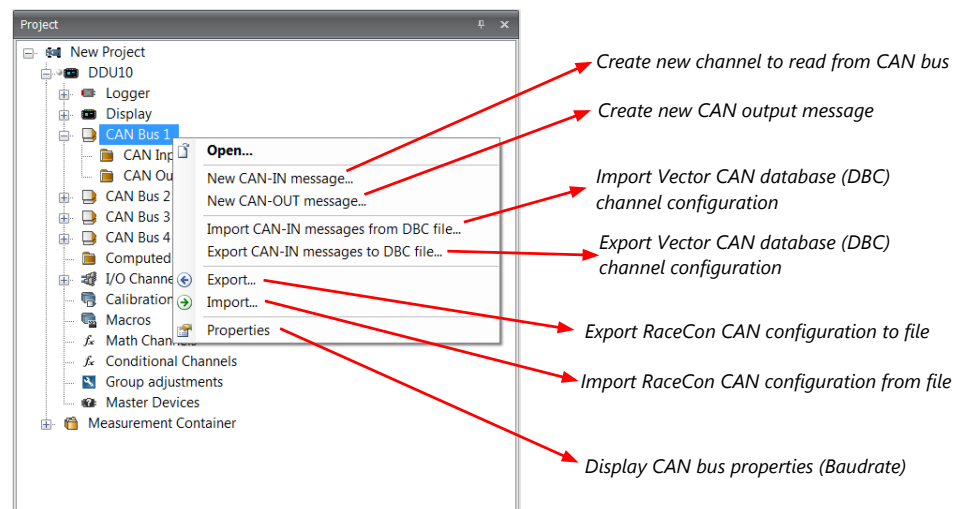 Project
New Project
DDU10
Logger
Display
CAN Bus 1
CAN Bus 2
CAN Bus 3
CAN Bus 4
Computed
Calibration
Macros
Conditional Channels
Group adjustments
Master Devices
Measurement Container
CAN
CAN
I/O
Math
Open...
New CAN-IN message...
New CAN-OUT message...
Import CAN-IN messages from DBC file...
Export CAN-IN messages to DBC file...
Export...
Import...
Properties
Create new channel to read from CAN bus
Create new CAN output message
Import Vector CAN database (DBC)
channel configuration
Export Vector CAN database (DBC)
channel configuration
Export RaceCon CAN configuration to file
Import RaceCon CAN configuration from file
Display CAN bus properties (Baudrate)